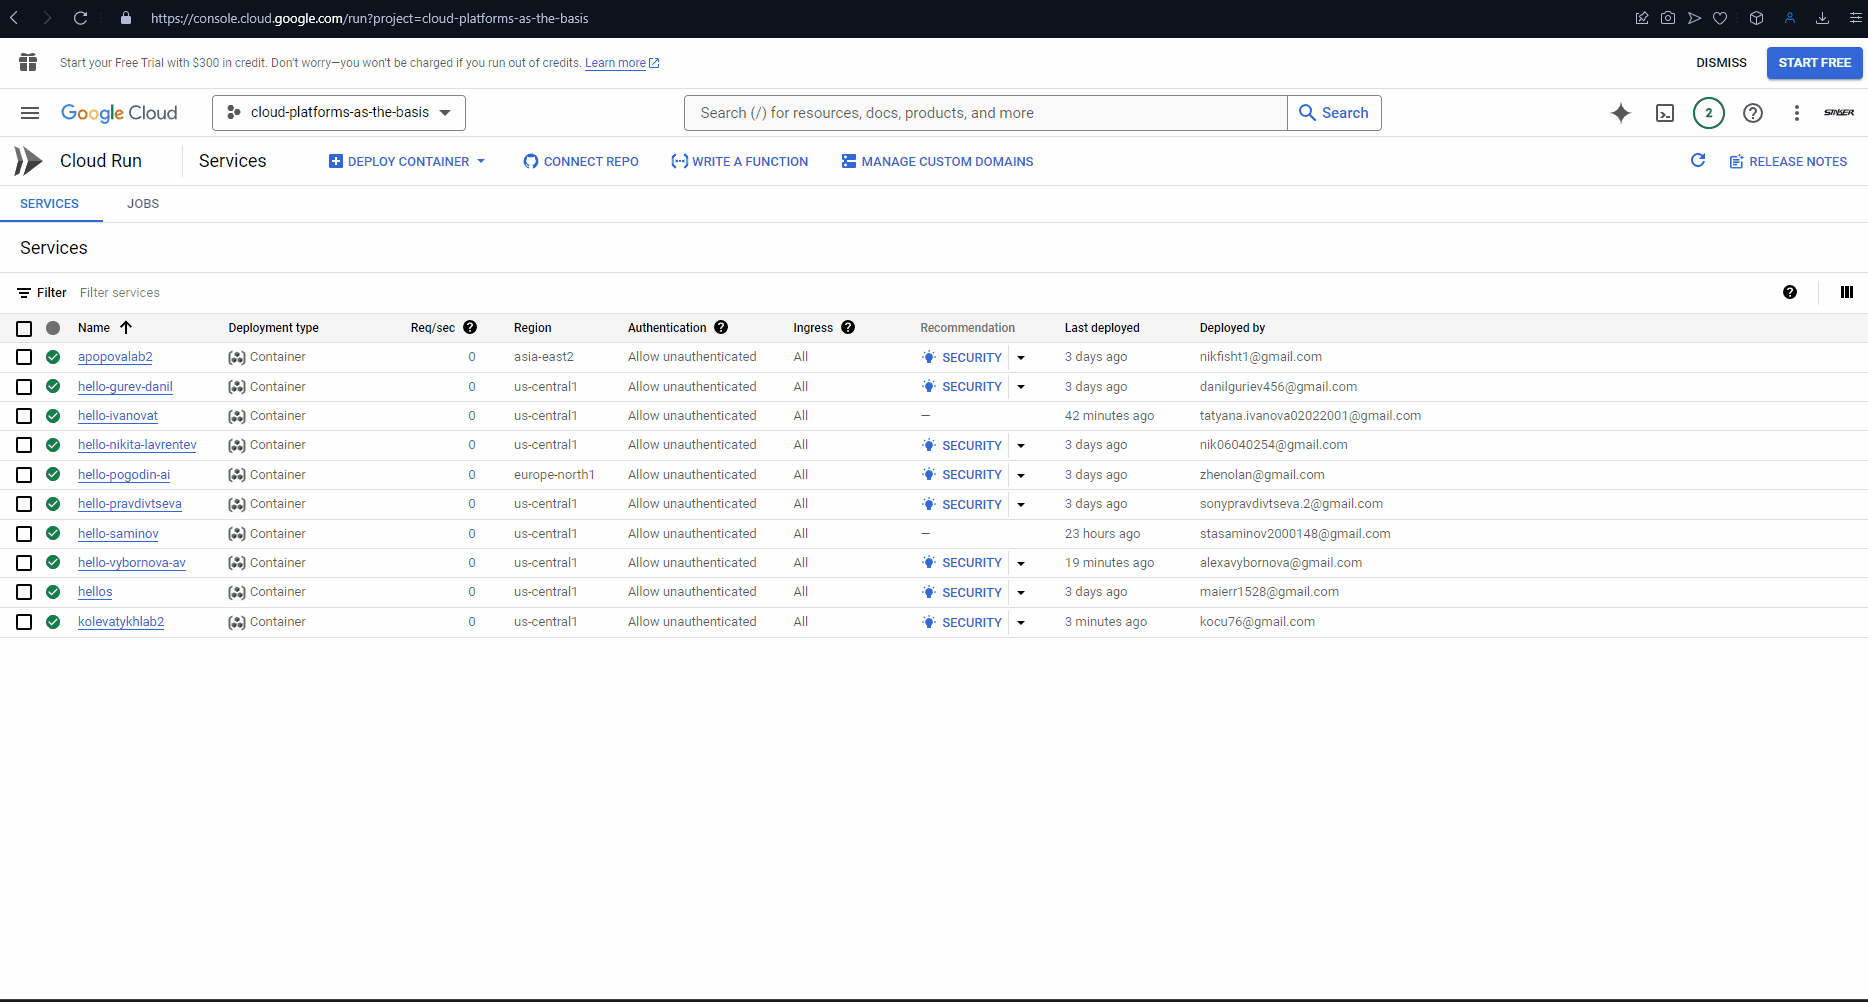 https://console.cloud.google.com/run?project=cloud-platforms-as-the-basis
Start your Free Trial with $300 in credit. Don't worry—you won't be charged if you run out of credits. Learn more
DISMISS
START FREE
Google Cloud
cloud-platforms-as-the-basis
Search (/) for resources, docs, products, and more
Search
2
Cloud Run
Services
DEPLOY CONTAINER
CONNECT REPO
WRITE A FUNCTION
MANAGE CUSTOM DOMAINS
RELEASE NOTES
SERVICES
JOBS
Services
Filter Filter services
Name Deployment type Req/sec Region Authentication Ingress Recommendation Last deployed Deployed by
apopovalab2 Container 0 asia-east2 Allow unauthenticated All SECURITY 3 days ago nikfisht1@gmail.com
hello-gurev-danil Container 0 us-central1 Allow unauthenticated All SECURITY 3 days ago danilguriev456@gmail.com
hello-ivanovat Container 0 us-central1 Allow unauthenticated All — 42 minutes ago tatyana.ivanova02022001@gmail.com
hello-nikita-lavrentev Container 0 us-central1 Allow unauthenticated All SECURITY 3 days ago nik06040254@gmail.com
hello-pogodin-ai Container 0 europe-north1 Allow unauthenticated All SECURITY 3 days ago zhenolan@gmail.com
hello-pravdivtseva Container 0 us-central1 Allow unauthenticated All SECURITY 3 days ago sonypravdivtseva.2@gmail.com
hello-saminov Container 0 us-central1 Allow unauthenticated All — 23 hours ago stasaminov2000148@gmail.com
hello-vybornova-av Container 0 us-central1 Allow unauthenticated All SECURITY 19 minutes ago alexavybornova@gmail.com
hellos Container 0 us-central1 Allow unauthenticated All SECURITY 3 days ago maierr1528@gmail.com
kolevatykhlab2 Container 0 us-central1 Allow unauthenticated All SECURITY 3 minutes ago kocu76@gmail.com